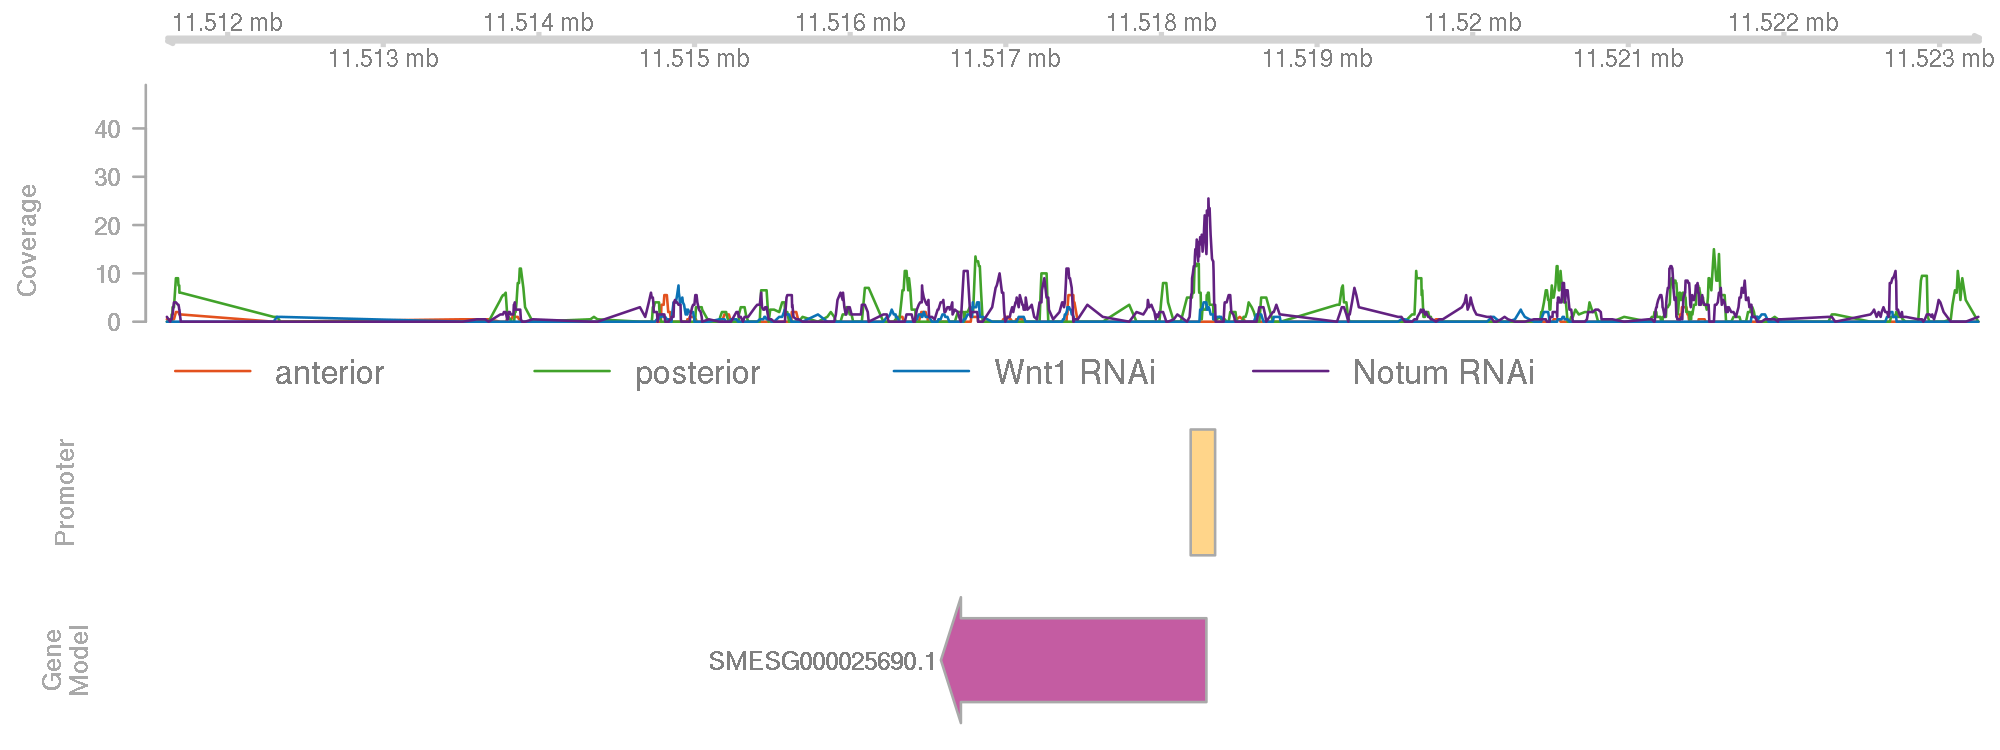 11.512 mb 11.514 mb 11.516 mb 11.518 mb 11.52 mb 11.522 mb
11.513 mb 11.515 mb 11.517 mb 11.519 mb 11.521 mb 11.523 mb
Coverage
40
30
20
10
0
anterior posterior Wnt1 RNAi Notum RNAi
Promoter
Gene
Model
SMESG000025690.1